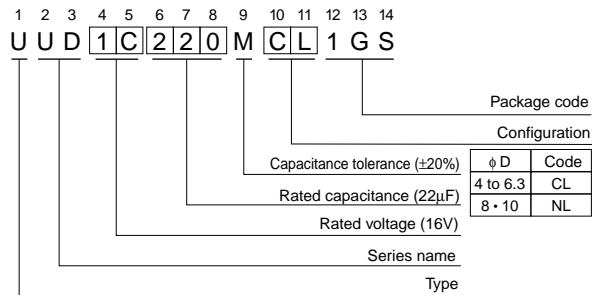 1 2 3 4 5 6 7 8 9 10 11 12 13 14
U U D 1 C 2 2 0 M C L 1 G S
Package code
Configuration
Capacitance tolerance (±20%)
Rated capacitance (22μF)
Rated voltage (16V)
Series name
Type
ϕ D Code
4 to 6.3 CL
8 • 10 NL